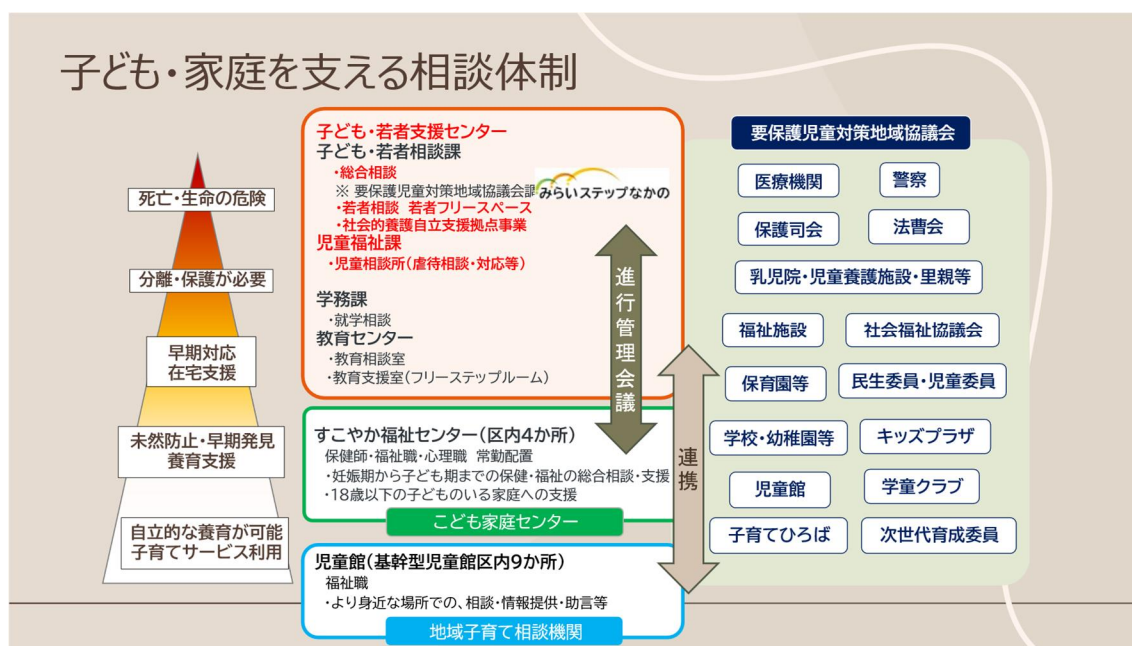 子ども・家庭を支える相談体制
死亡・生命の危険
分離・保護が必要
早期対応
在宅支援
未然防止・早期発見
養育支援
自立的な養育が可能
子育てサービス利用
子ども・若者支援センター
子ども・若者相談課
・総合相談
※ 要保護児童対策地域協議会調
みらいステップなかの
・若者相談 若者フリースペース
・社会的養護自立支援拠点事業
児童福祉課
・児童相談所(虐待相談・対応等)
学務課
・就学相談
教育センター
・教育相談室
・教育支援室(フリーステップルーム)
進行管理会議
すこやか福祉センター(区内4か所)
保健師・福祉職・心理職 常勤配置
・妊娠期から子ども期までの保健・福祉の総合相談・支援
・18歳以下の子どものいる家庭への支援
こども家庭センター
児童館(基幹型児童館区内9か所)
福祉職
・より身近な場所での、相談・情報提供・助言等
地域子育て相談機関
連携
要保護児童対策地域協議会
医療機関
警察
保護司会
法曹会
乳児院・児童養護施設・里親等
福祉施設
社会福祉協議会
保育園等
民生委員・児童委員
学校・幼稚園等
キッズプラザ
児童館
学童クラブ
子育てひろば
次世代育成委員